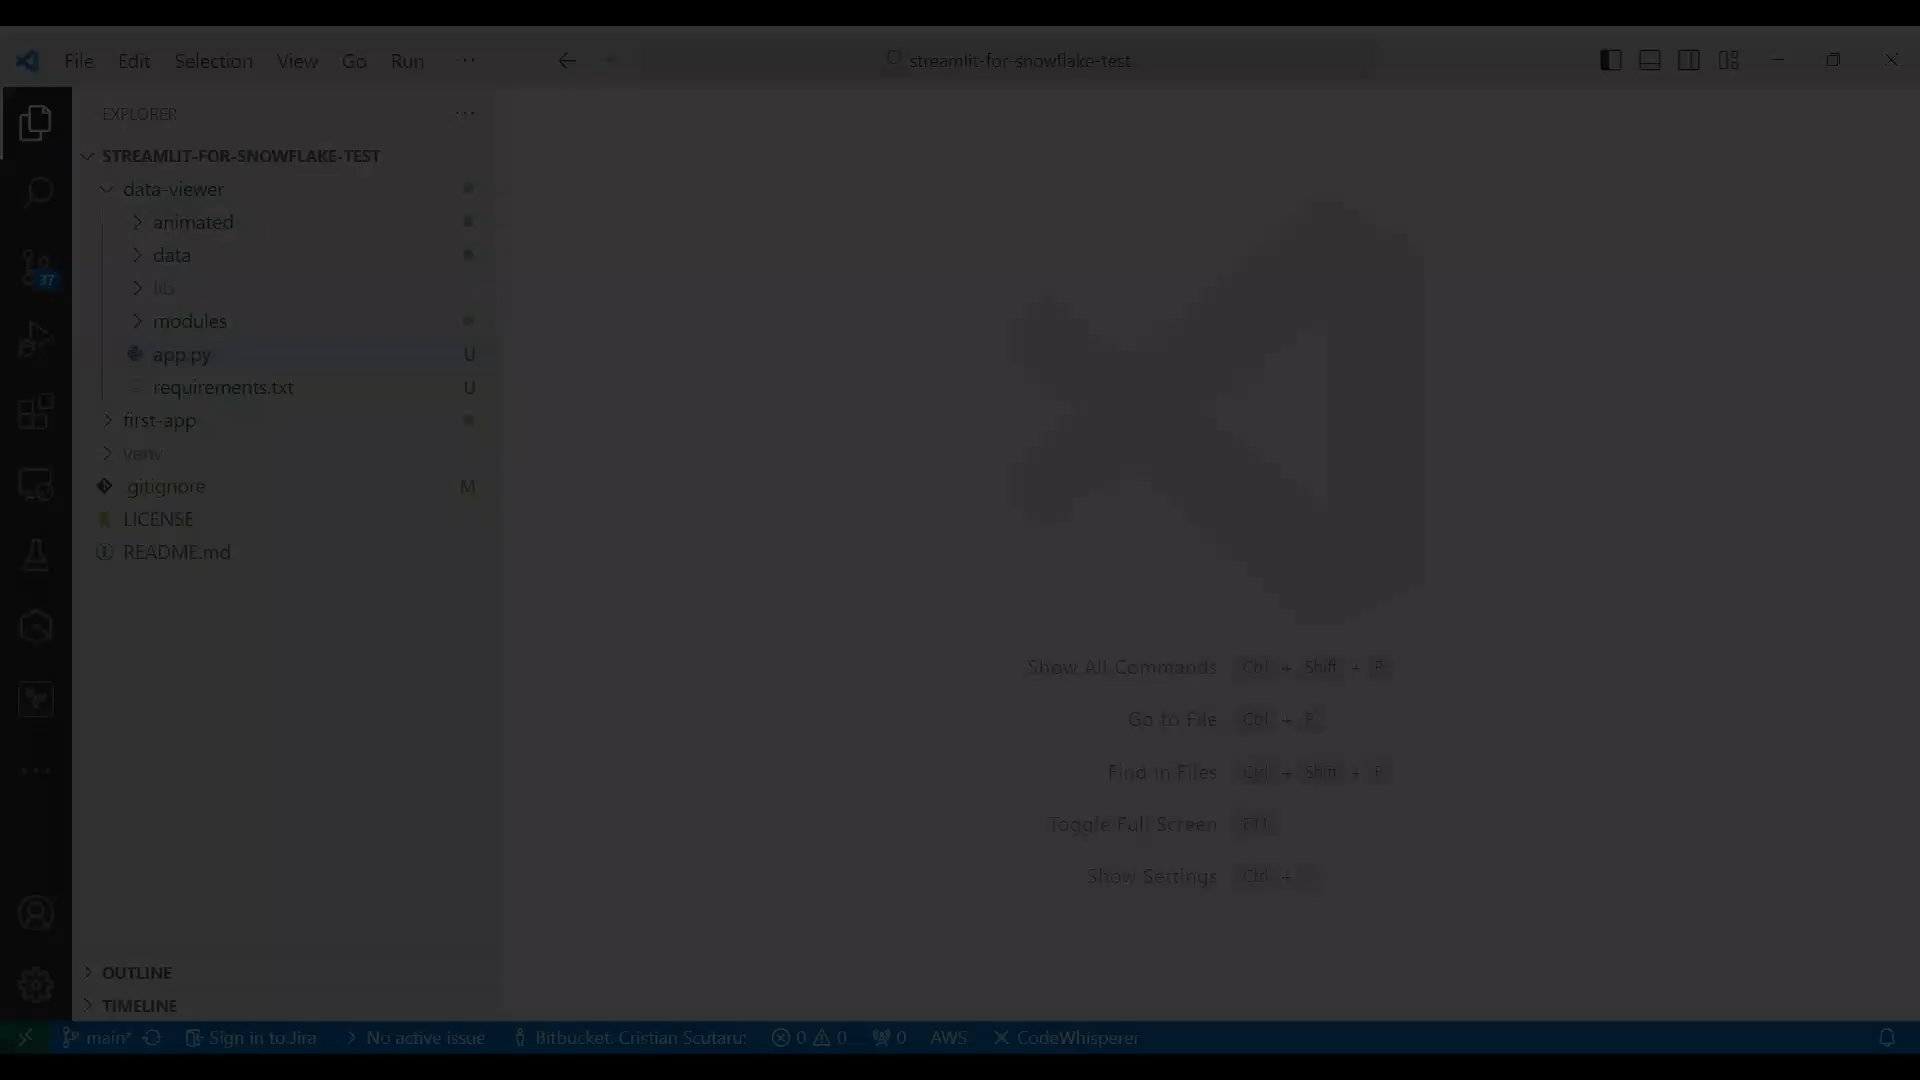 File Edit Selection View Go Run ··· streamlit-for-snowflake-test
EXPLORER ···
STREAMLIT-FOR-SNOWFLAKE-TEST
data-viewer
animated
data
lib
modules
app.py U
requirements.txt U
first-app
venv
.gitignore M
LICENSE
README.md
37
Show All Commands Ctrl + Shift + P
Go to File Ctrl + P
Find in Files Ctrl + Shift + F
Toggle Full Screen F11
Show Settings Ctrl +
OUTLINE
TIMELINE
main* Sign in to Jira No active issue Bitbucket: Cristian Scutaru: 0 0 0 AWS CodeWhisperer